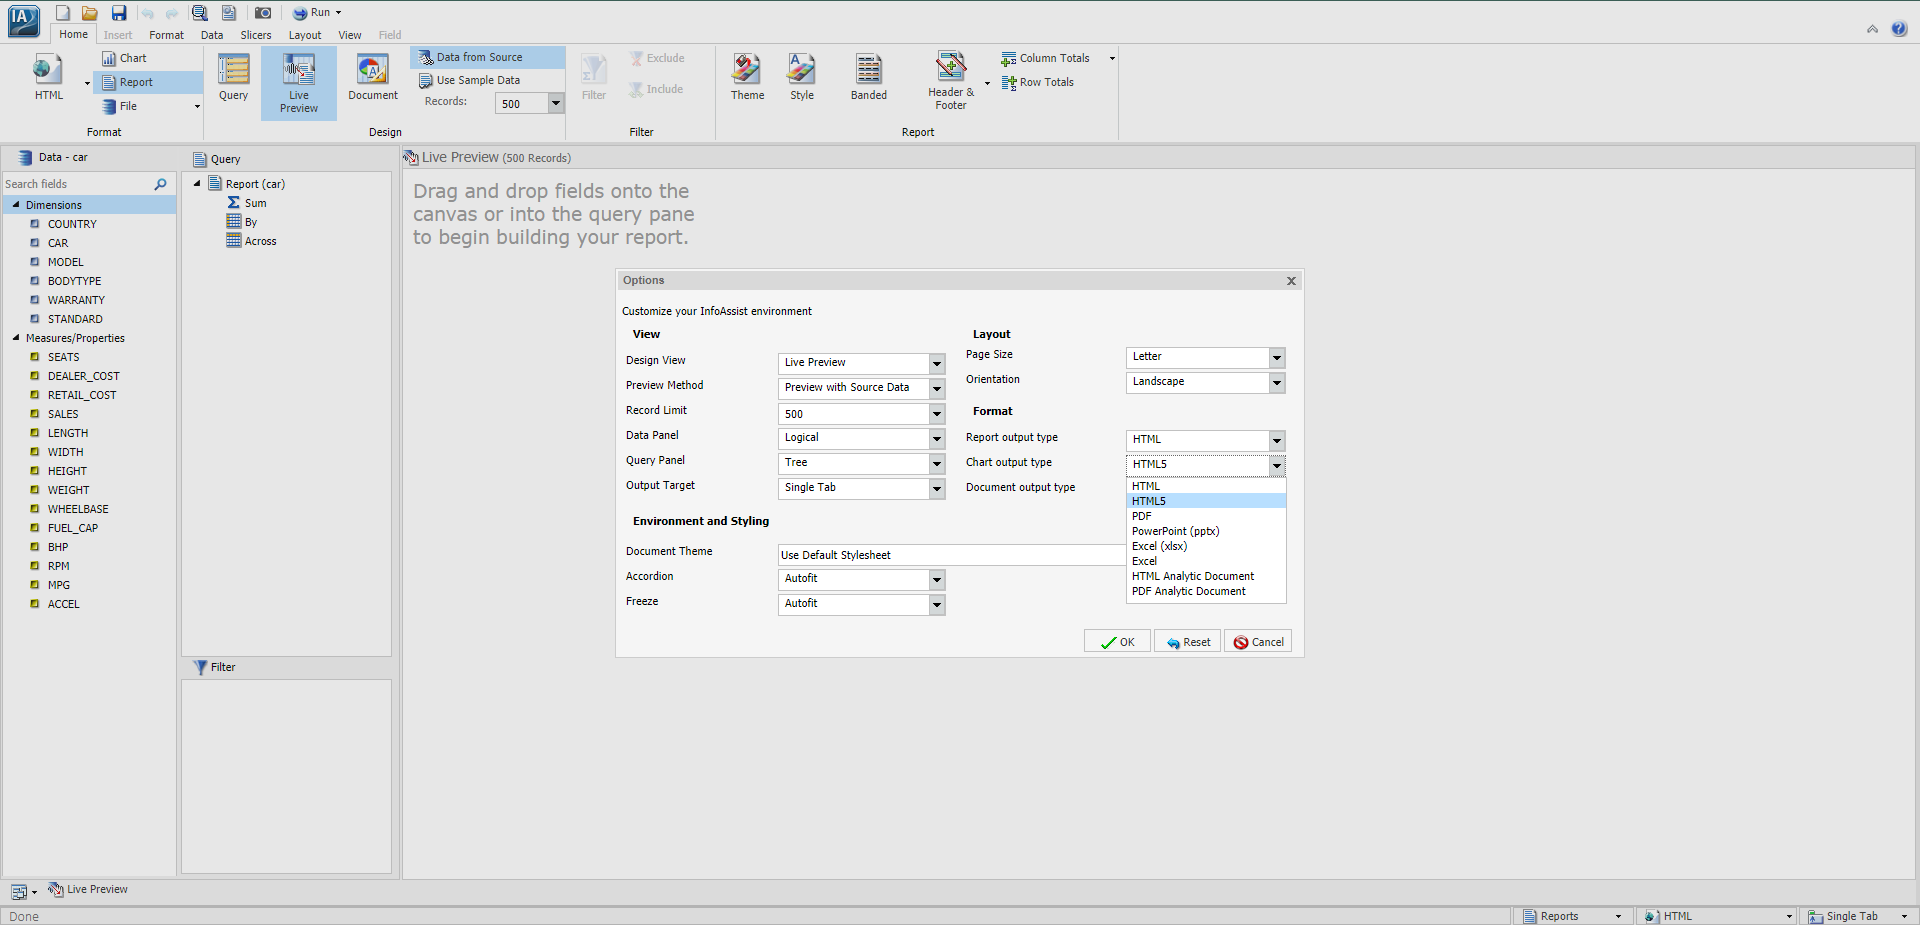 IA
Run
Home
Insert
Format
Data
Slicers
Layout
View
Field
HTML
Chart
Report
File
Format
Query
Live
Preview
Document
Data from Source
Use Sample Data
Records:
500
Design
Filter
Exclude
Include
Filter
Theme
Style
Banded
Header &
Footer
Column Totals
Row Totals
Report
Data - car
Search fields
Dimensions
COUNTRY
CAR
MODEL
BODYTYPE
WARRANTY
STANDARD
Measures/Properties
SEATS
DEALER_COST
RETAIL_COST
SALES
LENGTH
WIDTH
HEIGHT
WEIGHT
WHEELBASE
FUEL_CAP
BHP
RPM
MPG
ACCEL
Query
Report (car)
Sum
By
Across
Filter
Live Preview (500 Records)
Drag and drop fields onto the
canvas or into the query pane
to begin building your report.
Options
x
Customize your InfoAssist environment
View
Design View
Live Preview
Preview Method
Preview with Source Data
Record Limit
500
Data Panel
Logical
Query Panel
Tree
Output Target
Single Tab
Environment and Styling
Document Theme
Use Default Stylesheet
Accordion
Autofit
Freeze
Autofit
Layout
Page Size
Letter
Orientation
Landscape
Format
Report output type
HTML
Chart output type
HTML5
Document output type
HTML
HTML5
PDF
PowerPoint (pptx)
Excel (xlsx)
Excel
HTML Analytic Document
PDF Analytic Document
OK
Reset
Cancel
Live Preview
Done
Reports
HTML
Single Tab